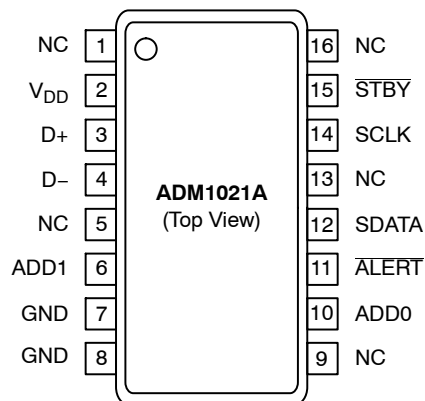 NC 1 16 NC
VDD 2 15 STBY
D+ 3 14 SCLK
D− 4 13 NC
ADM1021A
(Top View)
NC 5 12 SDATA
ADD1 6 11 ALERT
GND 7 10 ADD0
GND 8 9 NC